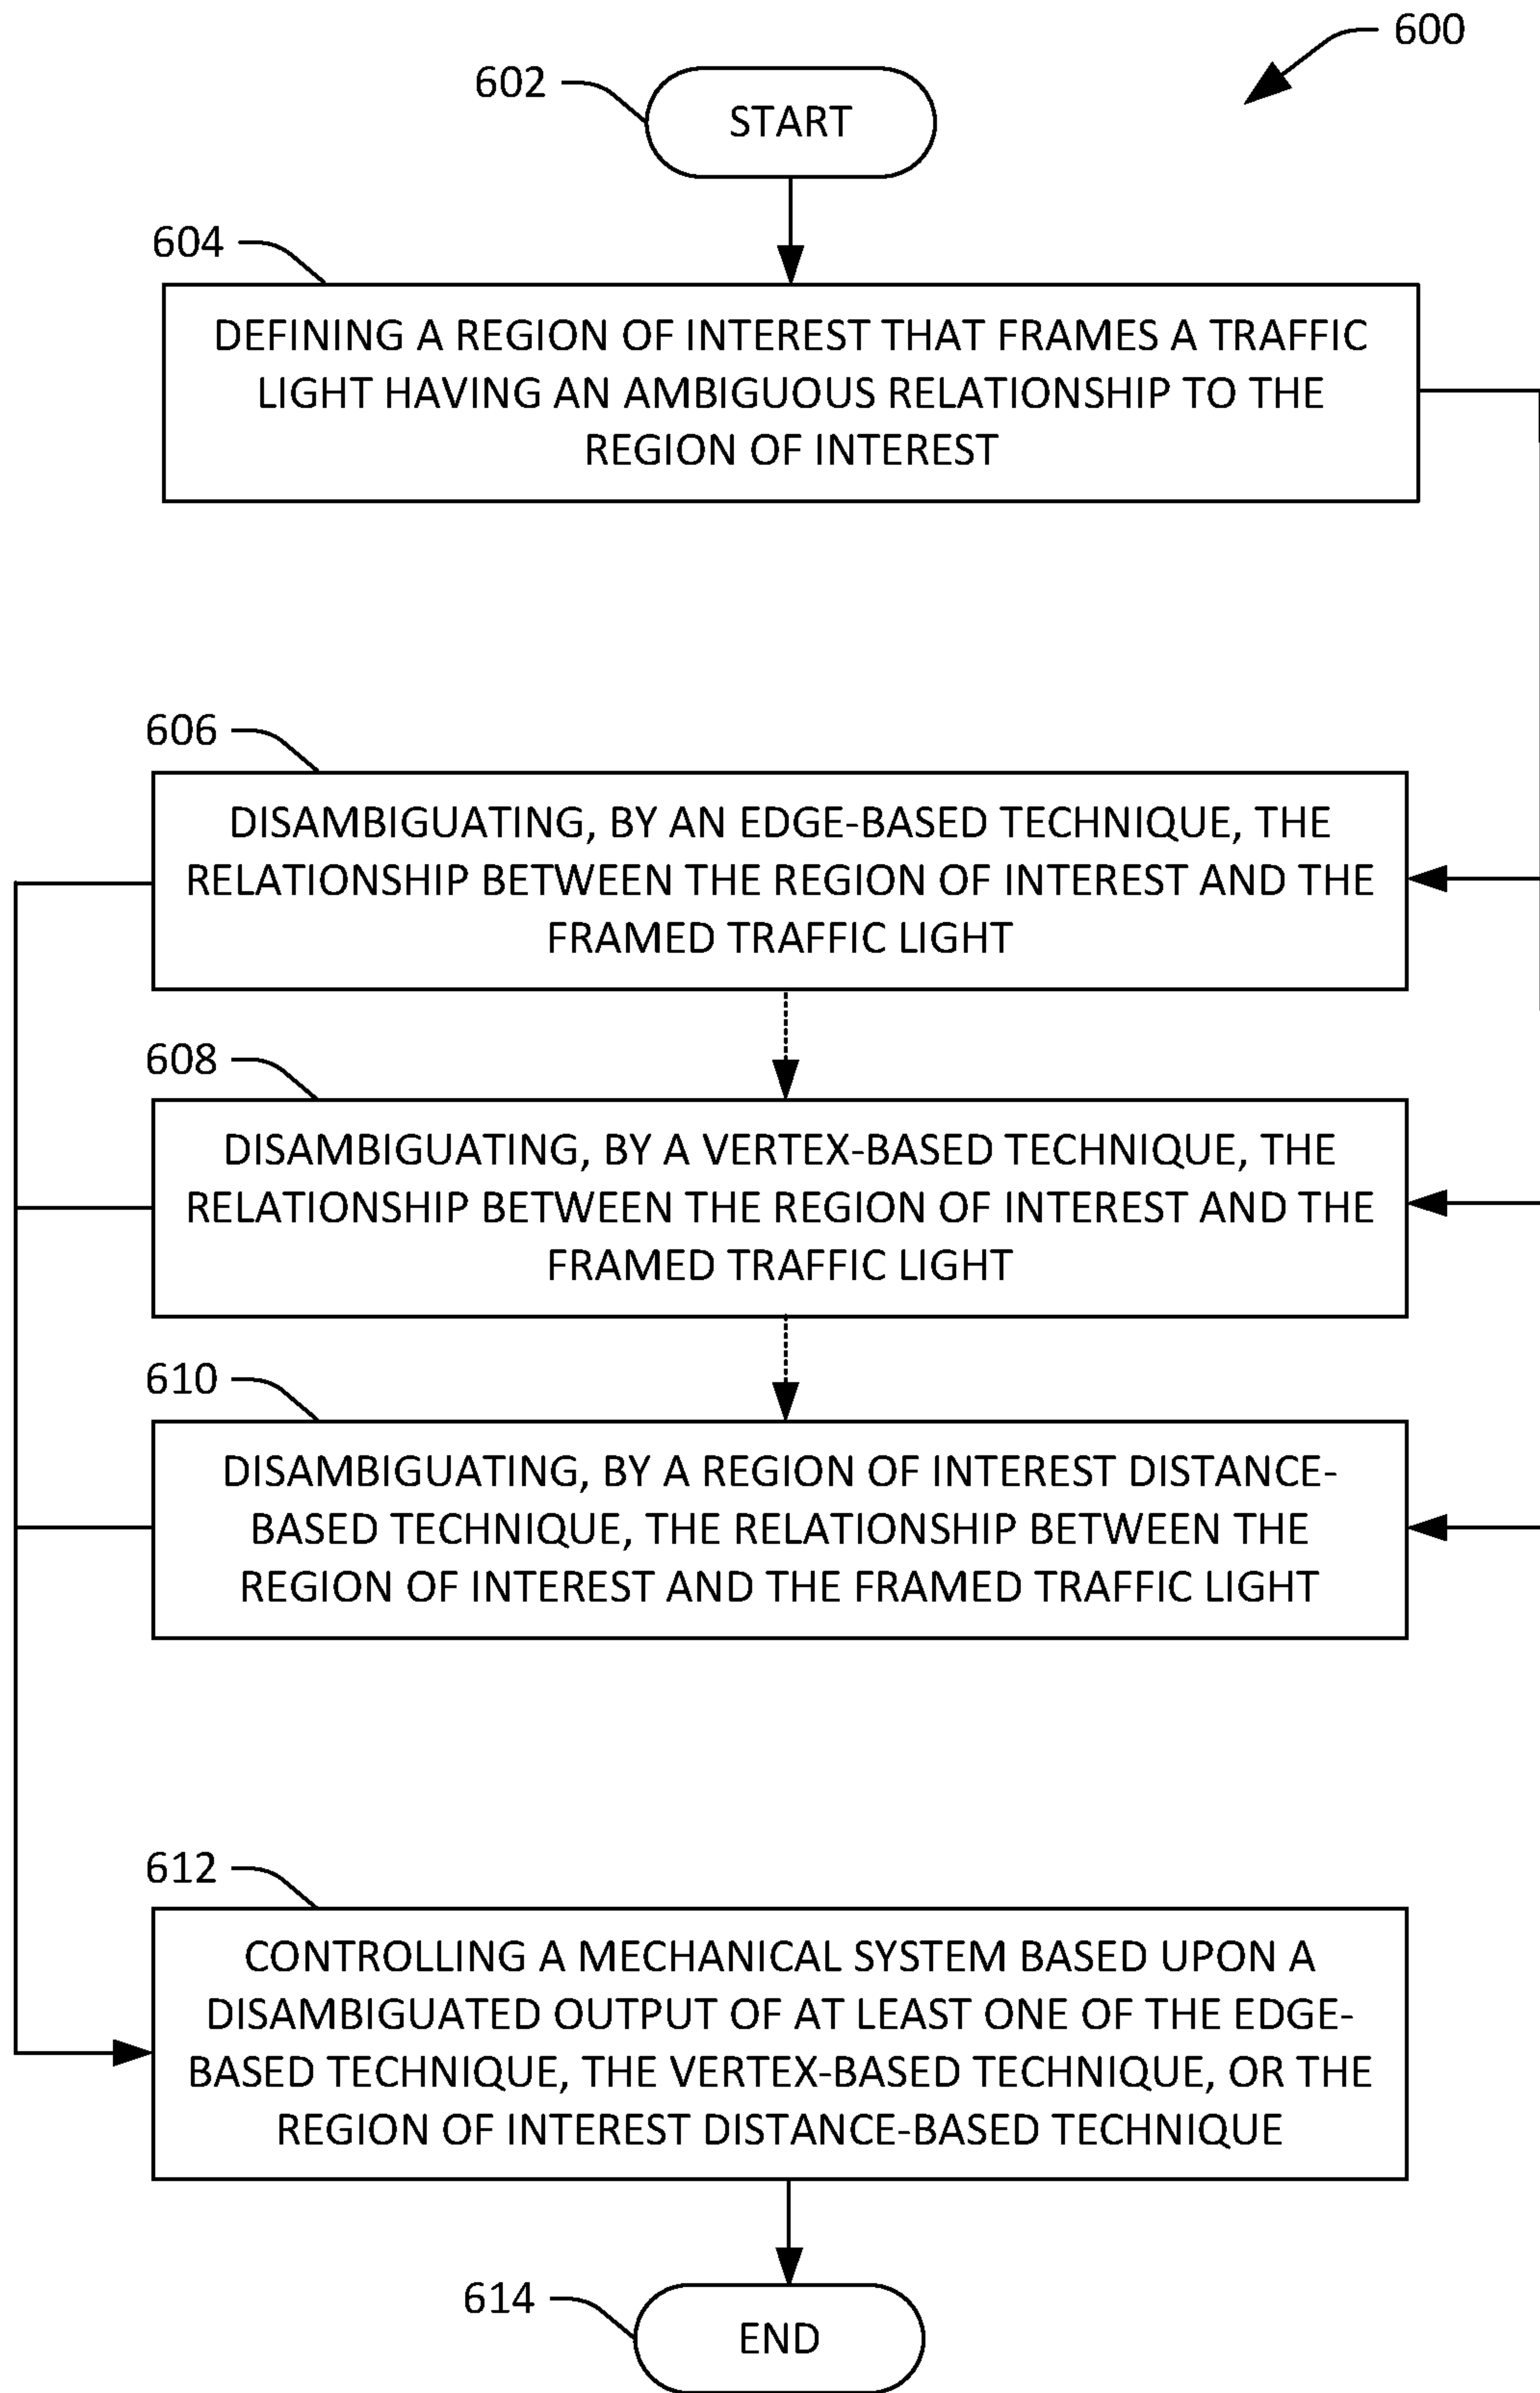 600
602
START
604
DEFINING A REGION OF INTEREST THAT FRAMES A TRAFFIC
LIGHT HAVING AN AMBIGUOUS RELATIONSHIP TO THE
REGION OF INTEREST
606
DISAMBIGUATING, BY AN EDGE-BASED TECHNIQUE, THE
RELATIONSHIP BETWEEN THE REGION OF INTEREST AND THE
FRAMED TRAFFIC LIGHT
608
DISAMBIGUATING, BY A VERTEX-BASED TECHNIQUE, THE
RELATIONSHIP BETWEEN THE REGION OF INTEREST AND THE
FRAMED TRAFFIC LIGHT
610
DISAMBIGUATING, BY A REGION OF INTEREST DISTANCE-
BASED TECHNIQUE, THE RELATIONSHIP BETWEEN THE
REGION OF INTEREST AND THE FRAMED TRAFFIC LIGHT
612
CONTROLLING A MECHANICAL SYSTEM BASED UPON A
DISAMBIGUATED OUTPUT OF AT LEAST ONE OF THE EDGE-
BASED TECHNIQUE, THE VERTEX-BASED TECHNIQUE, OR THE
REGION OF INTEREST DISTANCE-BASED TECHNIQUE
614
END